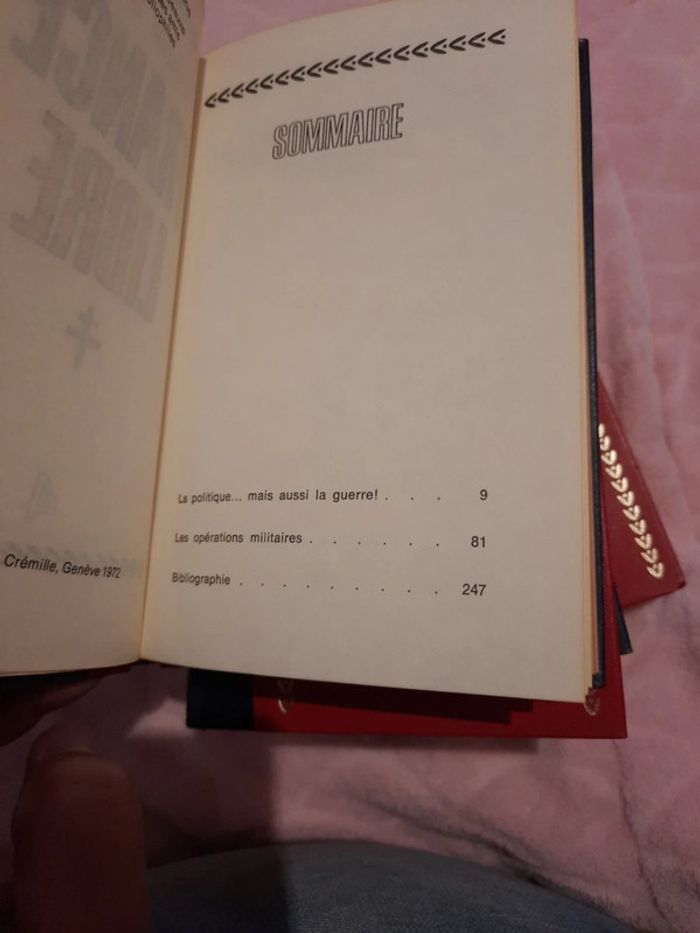 Crémille, Genève 1972
SOMMAIRE
La politique... mais aussi la guerre! . . . 9
Les opérations militaires . . . . . . 81
Bibliographie . . . . . . . . . 247